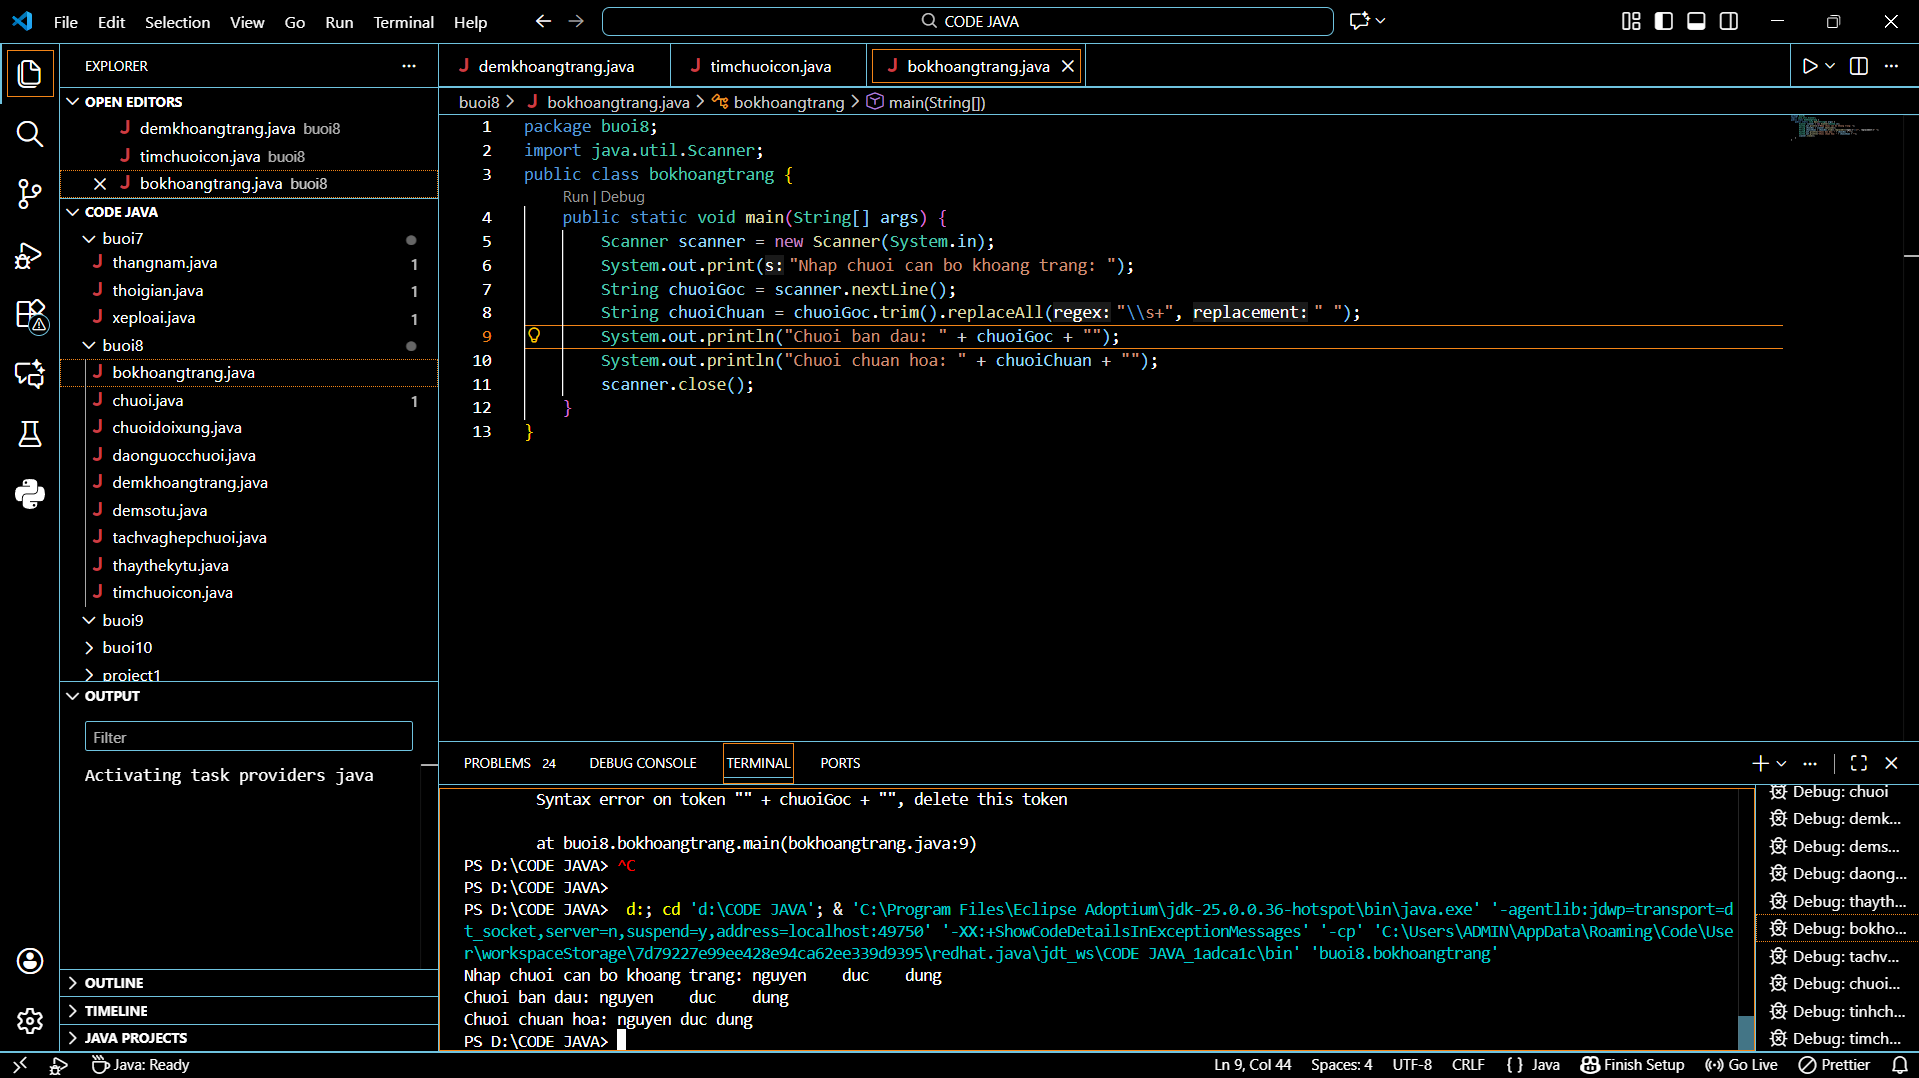 File Edit Selection View Go Run Terminal Help
CODE JAVA
EXPLORER
OPEN EDITORS
demkhoangtrang.java buoi8
timchuoicon.java buoi8
bokhoangtrang.java buoi8
CODE JAVA
buoi7
thangnam.java 1
thoigian.java 1
xeploai.java 1
buoi8
bokhoangtrang.java
chuoi.java 1
chuoidoixung.java
daonguocchuoi.java
demkhoangtrang.java
demsotu.java
tachvaghepchuoi.java
thaythekytu.java
timchuoicon.java
buoi9
buoi10
project1
OUTPUT
Filter
Activating task providers java
OUTLINE
TIMELINE
JAVA PROJECTS
demkhoangtrang.java timchuoicon.java bokhoangtrang.java
buoi8 > bokhoangtrang.java > bokhoangtrang > main(String[])
1 package buoi8;
2 import java.util.Scanner;
3 public class bokhoangtrang {
Run | Debug
4 public static void main(String[] args) {
5 Scanner scanner = new Scanner(System.in);
6 System.out.print(s: "Nhap chuoi can bo khoang trang: ");
7 String chuoiGoc = scanner.nextLine();
8 String chuoiChuan = chuoiGoc.trim().replaceAll(regex: "\\s+", replacement: " ");
9 System.out.println("Chuoi ban dau: " + chuoiGoc + "");
10 System.out.println("Chuoi chuan hoa: " + chuoiChuan + "");
11 scanner.close();
12 }
13 }
PROBLEMS 24 DEBUG CONSOLE TERMINAL PORTS
Syntax error on token "" + chuoiGoc + "", delete this token
at buoi8.bokhoangtrang.main(bokhoangtrang.java:9)
PS D:\CODE JAVA> ^C
PS D:\CODE JAVA>
PS D:\CODE JAVA> d:; cd 'd:\CODE JAVA'; & 'C:\Program Files\Eclipse Adoptium\jdk-25.0.0.36-hotspot\bin\java.exe' '-agentlib:jdwp=transport=d
t_socket,server=n,suspend=y,address=localhost:49750' '-XX:+ShowCodeDetailsInExceptionMessages' '-cp' 'C:\Users\ADMIN\AppData\Roaming\Code\Use
r\workspaceStorage\7d79227e99ee428e94ca62ee339d9395\redhat.java\jdt_ws\CODE JAVA_1adca1c\bin' 'buoi8.bokhoangtrang'
Nhap chuoi can bo khoang trang: nguyen    duc    dung
Chuoi ban dau: nguyen    duc    dung
Chuoi chuan hoa: nguyen duc dung
PS D:\CODE JAVA>
Debug: chuoi
Debug: demk...
Debug: dems...
Debug: daong...
Debug: thayth...
Debug: bokho...
Debug: tachv...
Debug: chuoi...
Debug: tinhch...
Debug: timch...
Java: Ready
Ln 9, Col 44 Spaces: 4 UTF-8 CRLF { } Java Finish Setup Go Live Prettier